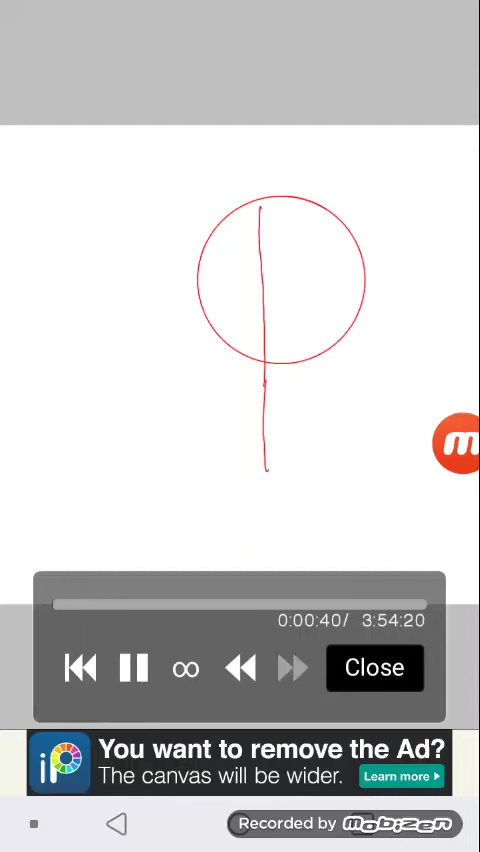 m
0:00:40/ 3:54:20
∞
Close
iP
You want to remove the Ad?
The canvas will be wider.
Learn more
Recorded by mobizen